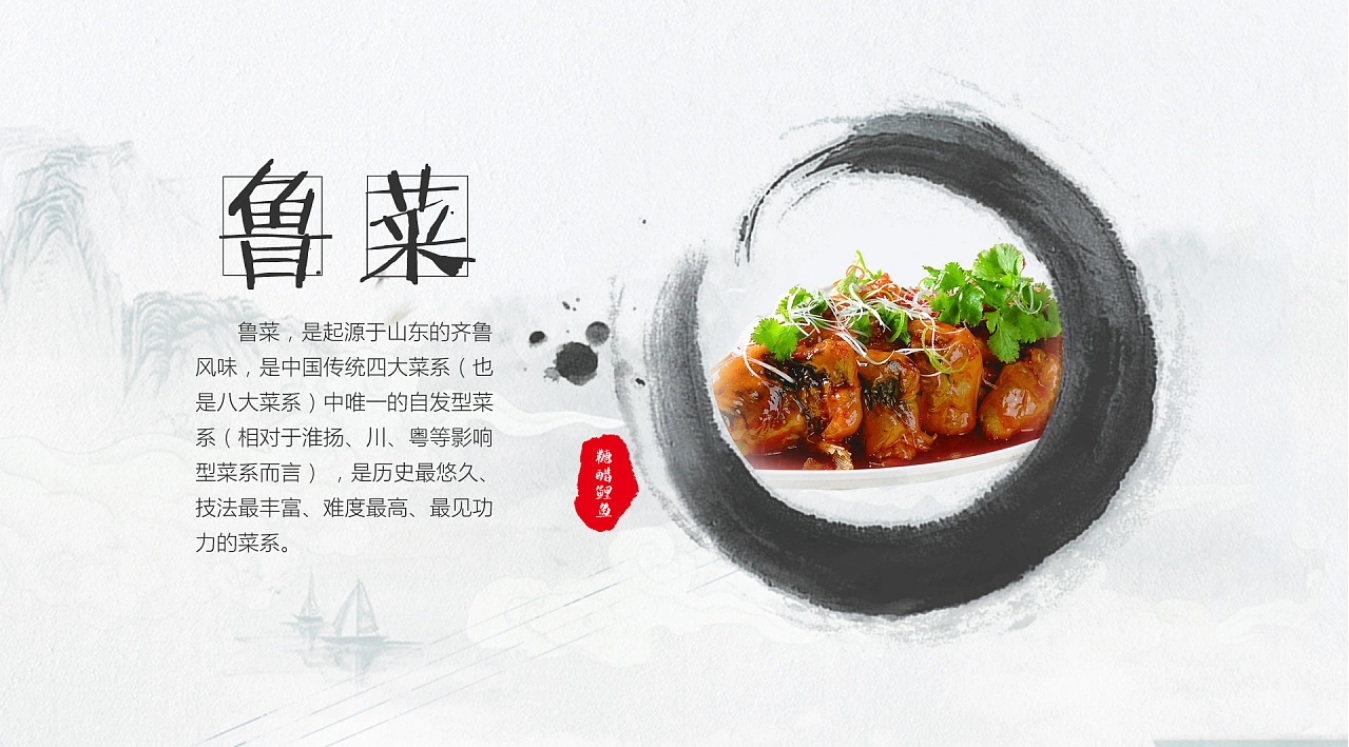 鲁菜
鲁菜，是起源于山东的齐鲁
风味，是中国传统四大菜系（也
是八大菜系）中唯一的自发型菜
系（相对于淮扬、川、粤等影响
型菜系而言），是历史最悠久、
技法最丰富、难度最高、最见功
力的菜系。
糖醋鲤鱼